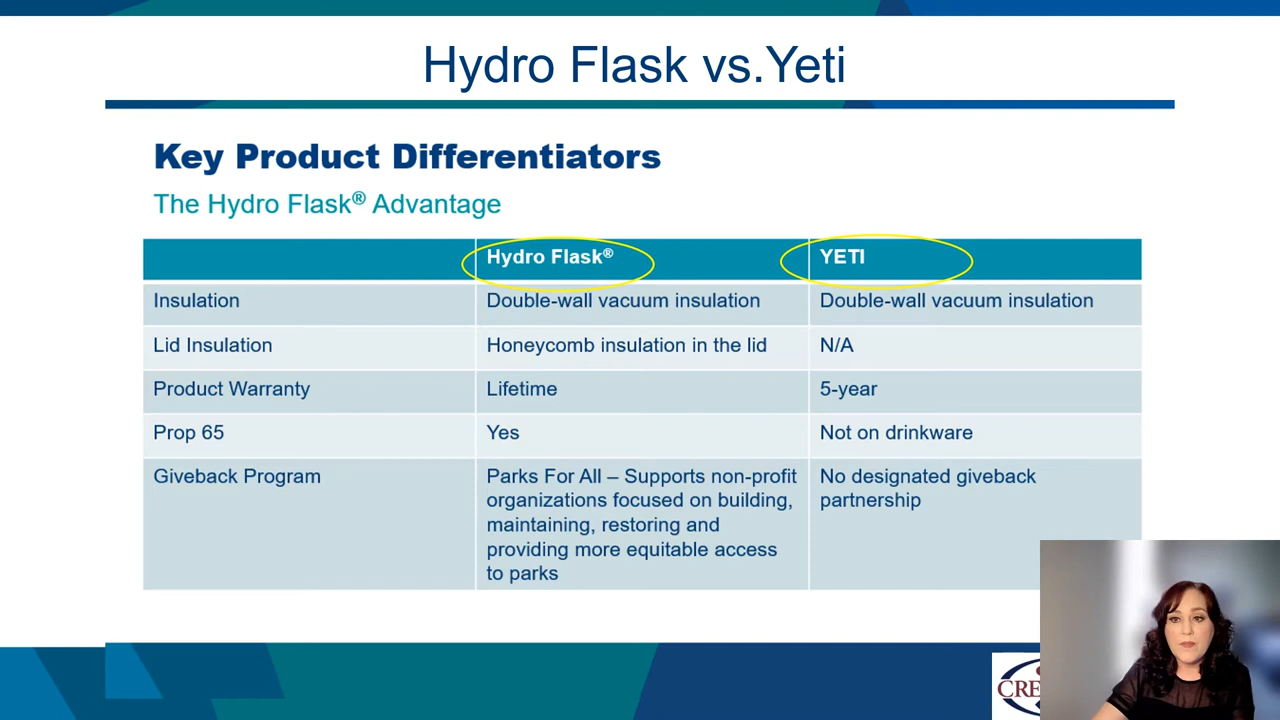 Hydro Flask vs.Yeti
Key Product Differentiators
The Hydro Flask® Advantage
Hydro Flask® YETI
Insulation Double-wall vacuum insulation Double-wall vacuum insulation
Lid Insulation Honeycomb insulation in the lid N/A
Product Warranty Lifetime 5-year
Prop 65 Yes Not on drinkware
Giveback Program Parks For All – Supports non-profit No designated giveback
organizations focused on building, partnership
maintaining, restoring and
providing more equitable access
to parks